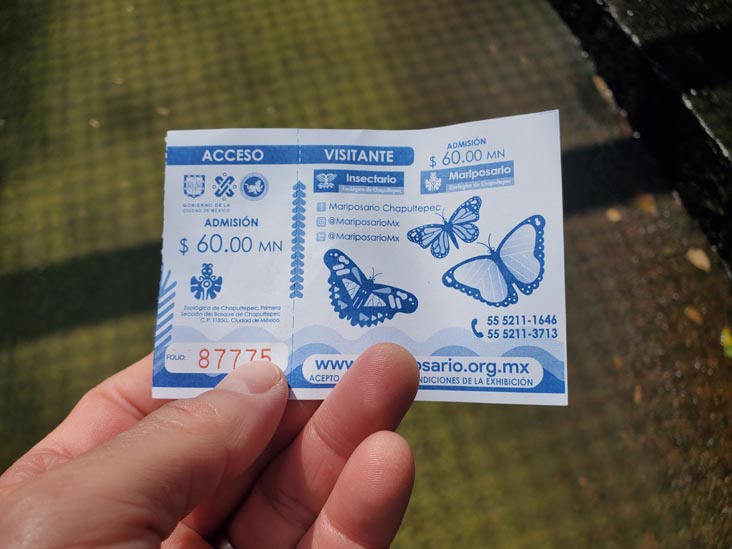 ACCESO
GOBIERNO DE LA
CIUDAD DE MÉXICO
ADMISIÓN
$ 60.00 MN
Zoológico de Chapultepec, Primera
Sección del Bosque de Chapultepec
C.P. 11850, Ciudad de México.
FOLIO: 87775
VISITANTE
Insectario
Zoológico de Chapultepec
ADMISIÓN
$ 60.00 MN
Mariposario
Zoológico de Chapultepec
Mariposario Chapultepec
@MariposarioMx
@MariposarioMx
55 5211-1646
55 5211-3713
posario.org.mx
ACEPTO
CONDICIONES DE LA EXHIBICIÓN